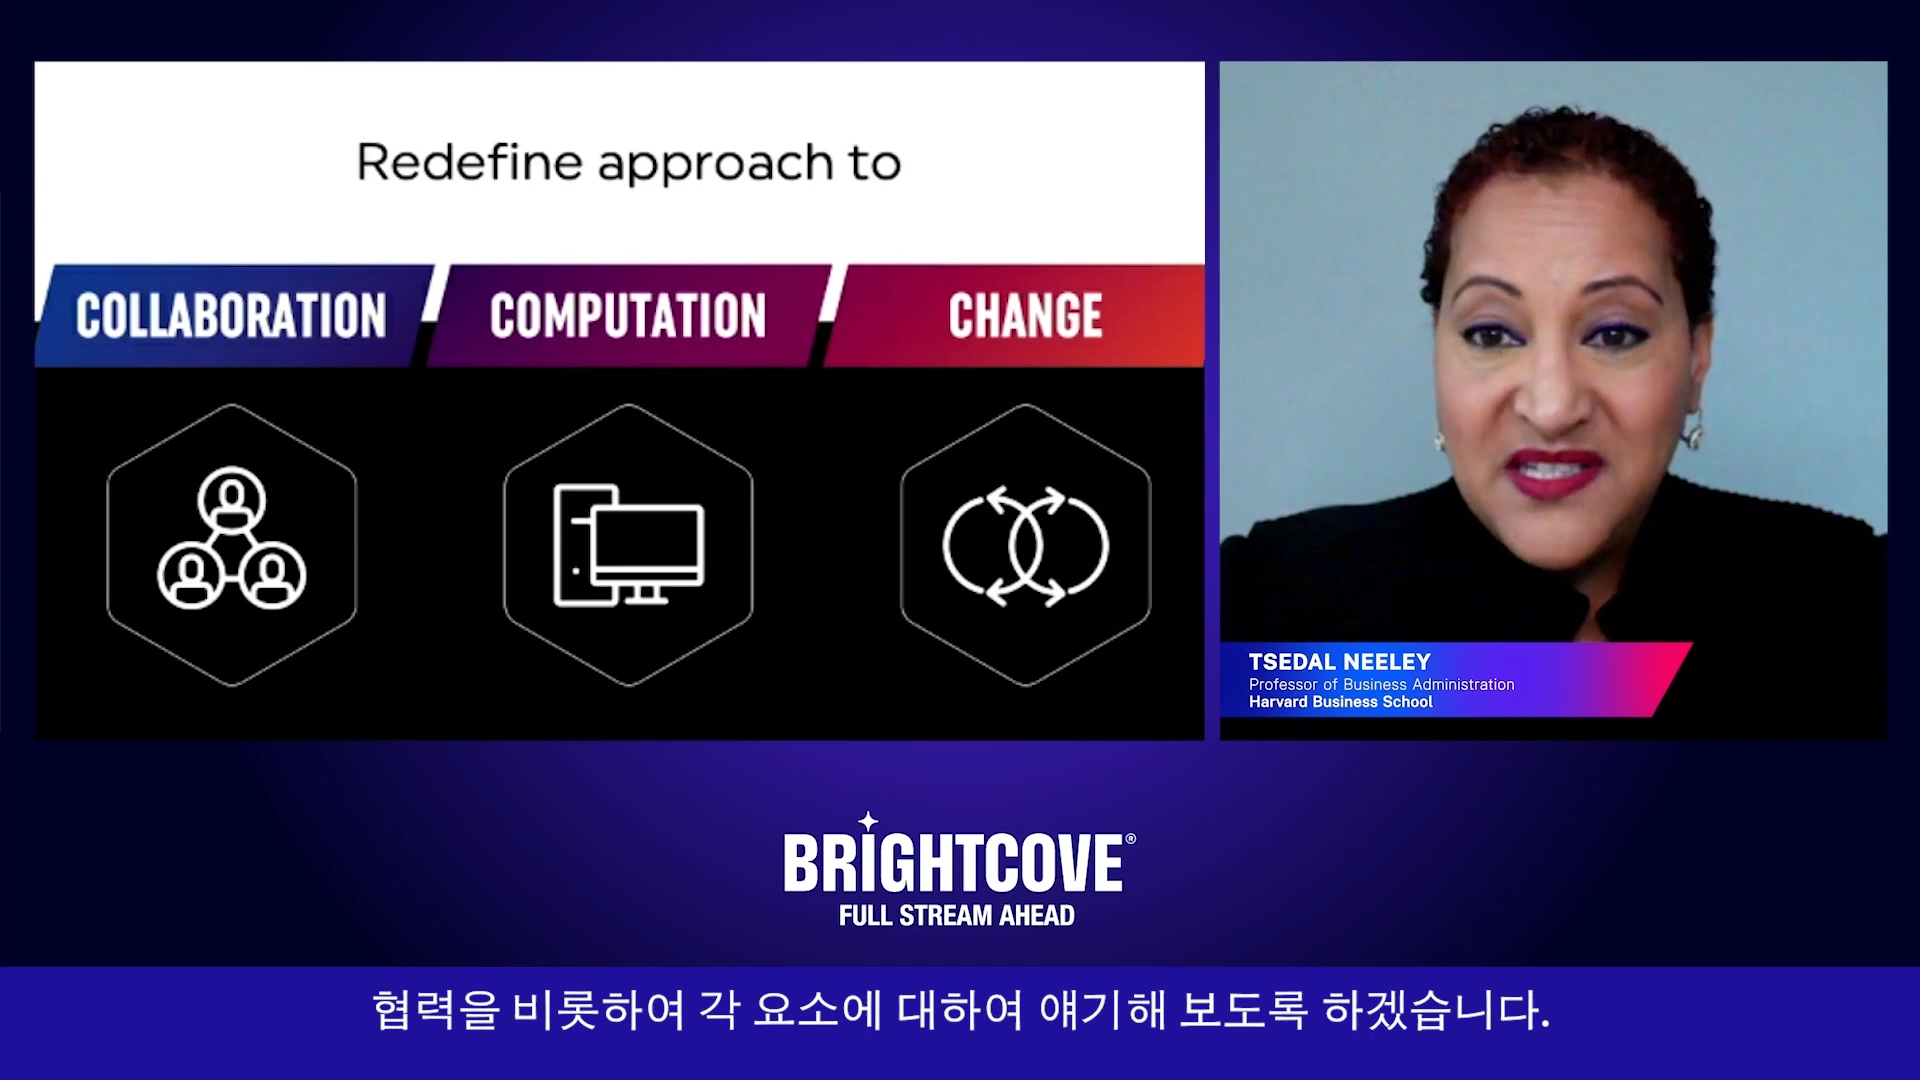 Redefine approach to
COLLABORATION
COMPUTATION
CHANGE
TSEDAL NEELEY
Professor of Business Administration
Harvard Business School
BRIGHTCOVE®
FULL STREAM AHEAD
협력을 비롯하여 각 요소에 대하여 얘기해 보도록 하겠습니다.